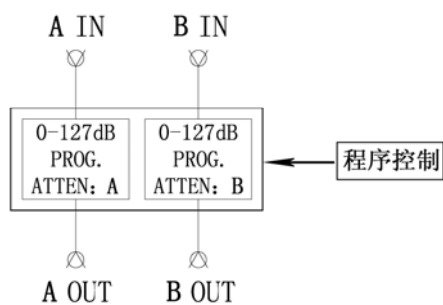 A IN B IN
0-127dB 0-127dB
PROG. PROG.
ATTEN: A ATTEN: B
程序控制
A OUT B OUT